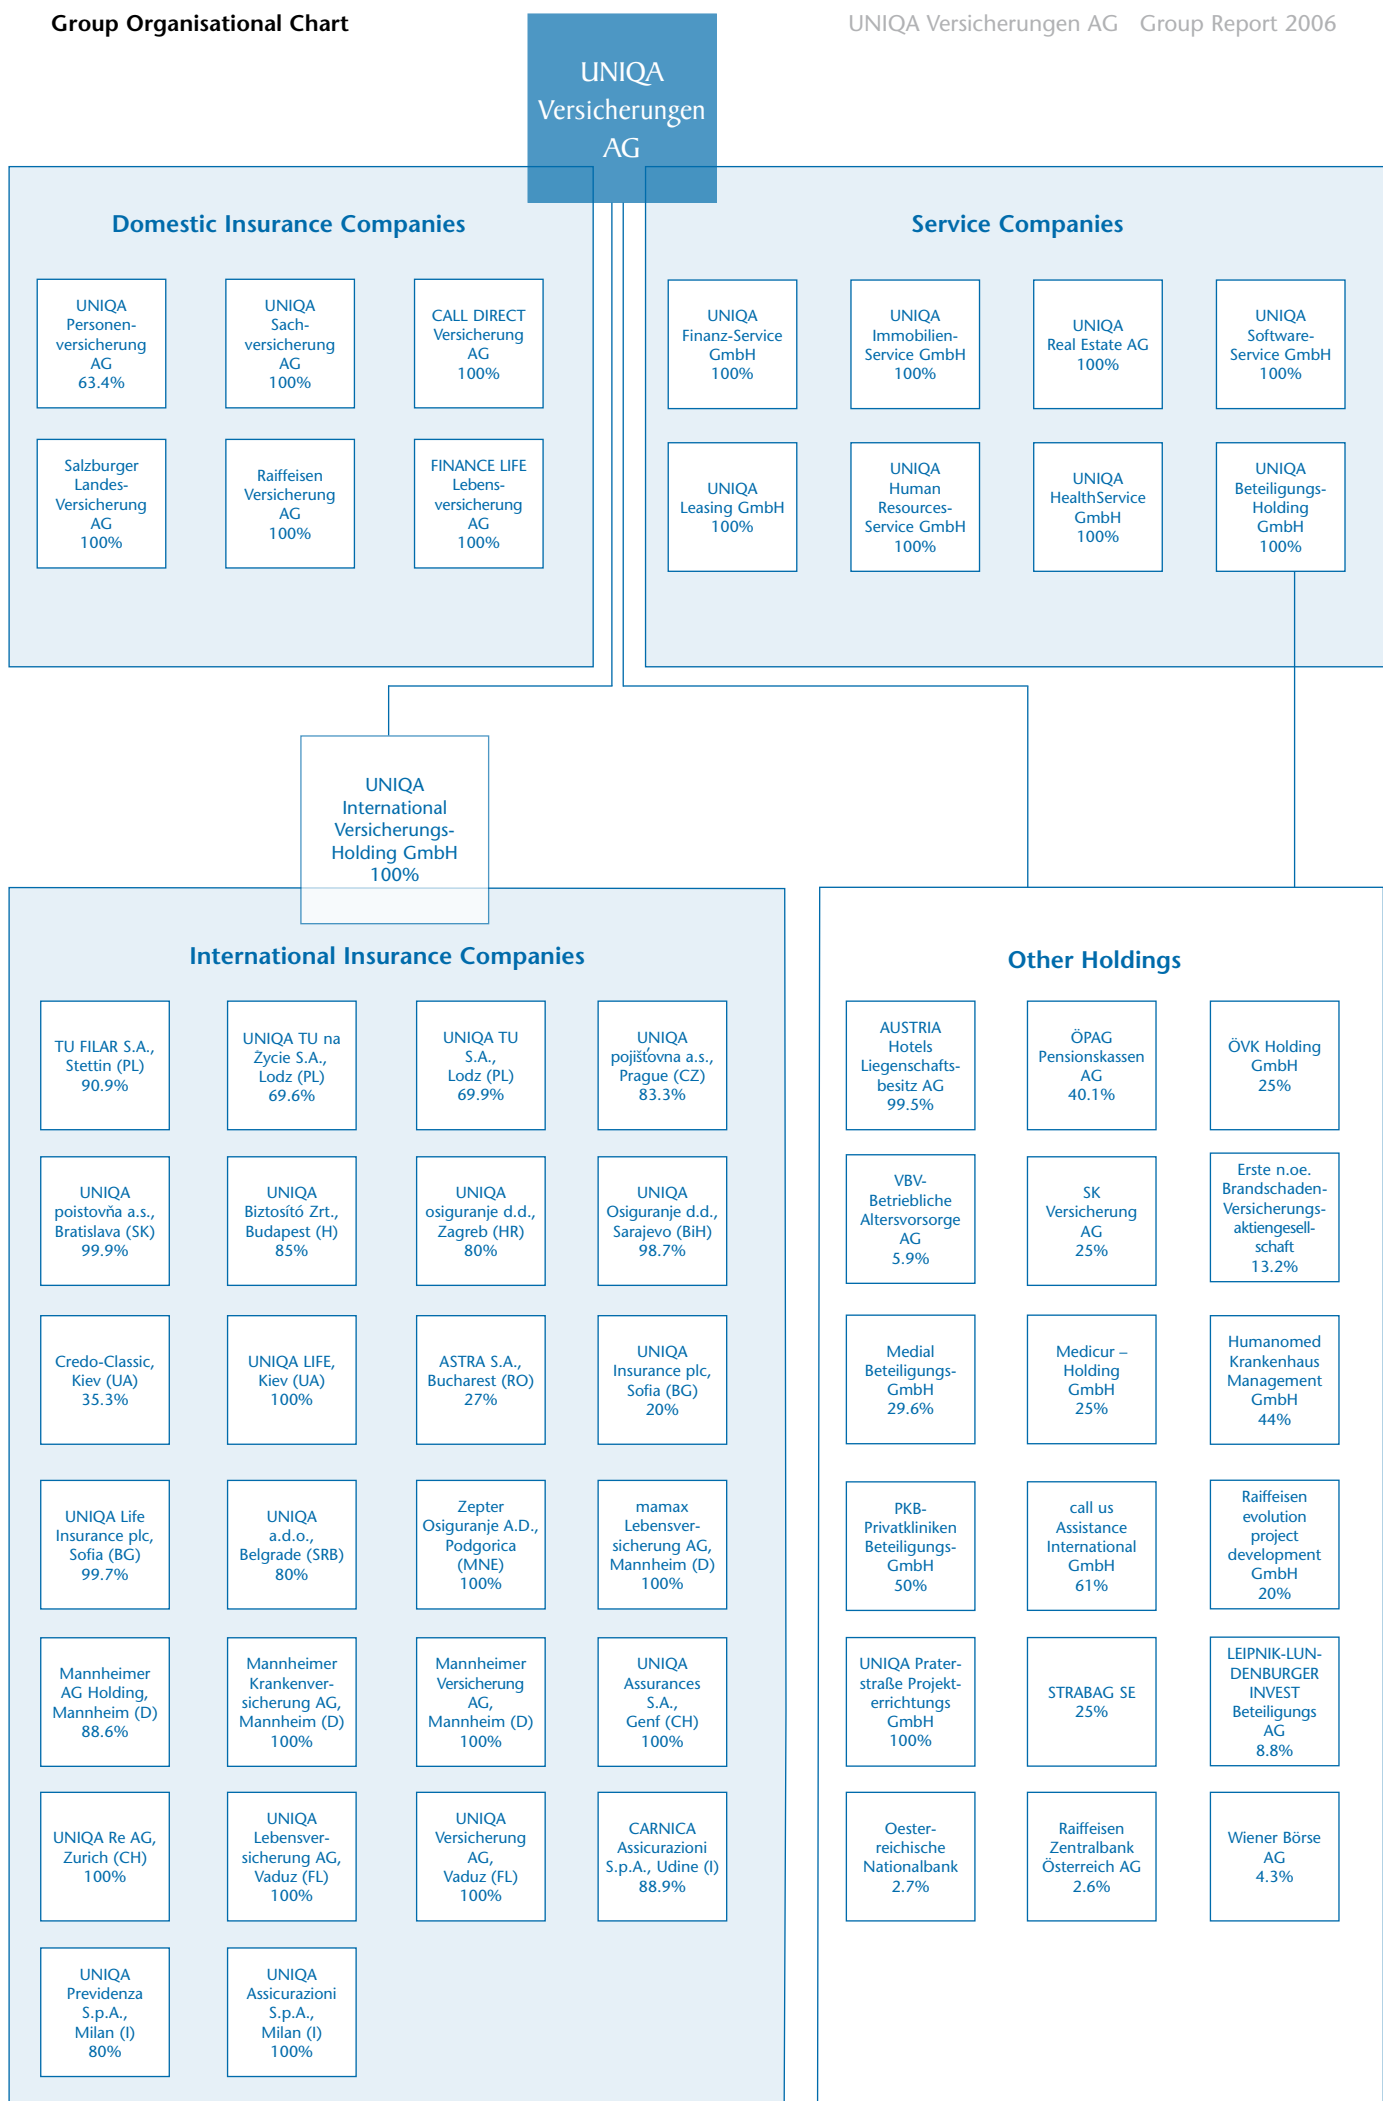 Group Organisational Chart
UNIQA Versicherungen AG Group Report 2006
UNIQA
Versicherungen
AG
Domestic Insurance Companies
UNIQA
Personen-
versicherung
AG
63.4%
UNIQA
Sach-
versicherung
AG
100%
CALL DIRECT
Versicherung
AG
100%
Salzburger
Landes-
Versicherung
AG
100%
Raiffeisen
Versicherung
AG
100%
FINANCE LIFE
Lebens-
versicherung
AG
100%
Service Companies
UNIQA
Finanz-Service
GmbH
100%
UNIQA
Immobilien-
Service GmbH
100%
UNIQA
Real Estate AG
100%
UNIQA
Software-
Service GmbH
100%
UNIQA
Leasing GmbH
100%
UNIQA
Human
Resources-
Service GmbH
100%
UNIQA
HealthService
GmbH
100%
UNIQA
Beteiligungs-
Holding
GmbH
100%
UNIQA
International
Versicherungs-
Holding GmbH
100%
International Insurance Companies
TU FILAR S.A.,
Stettin (PL)
90.9%
UNIQA TU na
Życie S.A.,
Lodz (PL)
69.6%
UNIQA TU
S.A.,
Lodz (PL)
69.9%
UNIQA
pojišťovna a.s.,
Prague (CZ)
83.3%
UNIQA
poistovňa a.s.,
Bratislava (SK)
99.9%
UNIQA
Biztosító Zrt.,
Budapest (H)
85%
UNIQA
osiguranje d.d.,
Zagreb (HR)
80%
UNIQA
Osiguranje d.d.,
Sarajevo (BiH)
98.7%
Credo-Classic,
Kiev (UA)
35.3%
UNIQA LIFE,
Kiev (UA)
100%
ASTRA S.A.,
Bucharest (RO)
27%
UNIQA
Insurance plc,
Sofia (BG)
20%
UNIQA Life
Insurance plc,
Sofia (BG)
99.7%
UNIQA
a.d.o.,
Belgrade (SRB)
80%
Zepter
Osiguranje A.D.,
Podgorica
(MNE)
100%
mamax
Lebensver-
sicherung AG,
Mannheim (D)
100%
Mannheimer
AG Holding,
Mannheim (D)
88.6%
Mannheimer
Krankenver-
sicherung AG,
Mannheim (D)
100%
Mannheimer
Versicherung
AG,
Mannheim (D)
100%
UNIQA
Assurances
S.A.,
Genf (CH)
100%
UNIQA Re AG,
Zurich (CH)
100%
UNIQA
Lebensver-
sicherung AG,
Vaduz (FL)
100%
UNIQA
Versicherung
AG,
Vaduz (FL)
100%
CARNICA
Assicurazioni
S.p.A., Udine (I)
88.9%
UNIQA
Previdenza
S.p.A.,
Milan (I)
80%
UNIQA
Assicurazioni
S.p.A.,
Milan (I)
100%
Other Holdings
AUSTRIA
Hotels
Liegenschafts-
besitz AG
99.5%
ÖPAG
Pensionskassen
AG
40.1%
ÖVK Holding
GmbH
25%
VBV-
Betriebliche
Altersvorsorge
AG
5.9%
SK
Versicherung
AG
25%
Erste n.oe.
Brandschaden-
Versicherungs-
aktiengesell-
schaft
13.2%
Medial
Beteiligungs-
GmbH
29.6%
Medicur –
Holding
GmbH
25%
Humanomed
Krankenhaus
Management
GmbH
44%
PKB-
Privatkliniken
Beteiligungs-
GmbH
50%
call us
Assistance
International
GmbH
61%
Raiffeisen
evolution
project
development
GmbH
20%
UNIQA Prater-
straße Projekt-
errichtungs
GmbH
100%
STRABAG SE
25%
LEIPNIK-LUN-
DENBURGER
INVEST
Beteiligungs
AG
8.8%
Oester-
reichische
Nationalbank
2.7%
Raiffeisen
Zentralbank
Österreich AG
2.6%
Wiener Börse
AG
4.3%